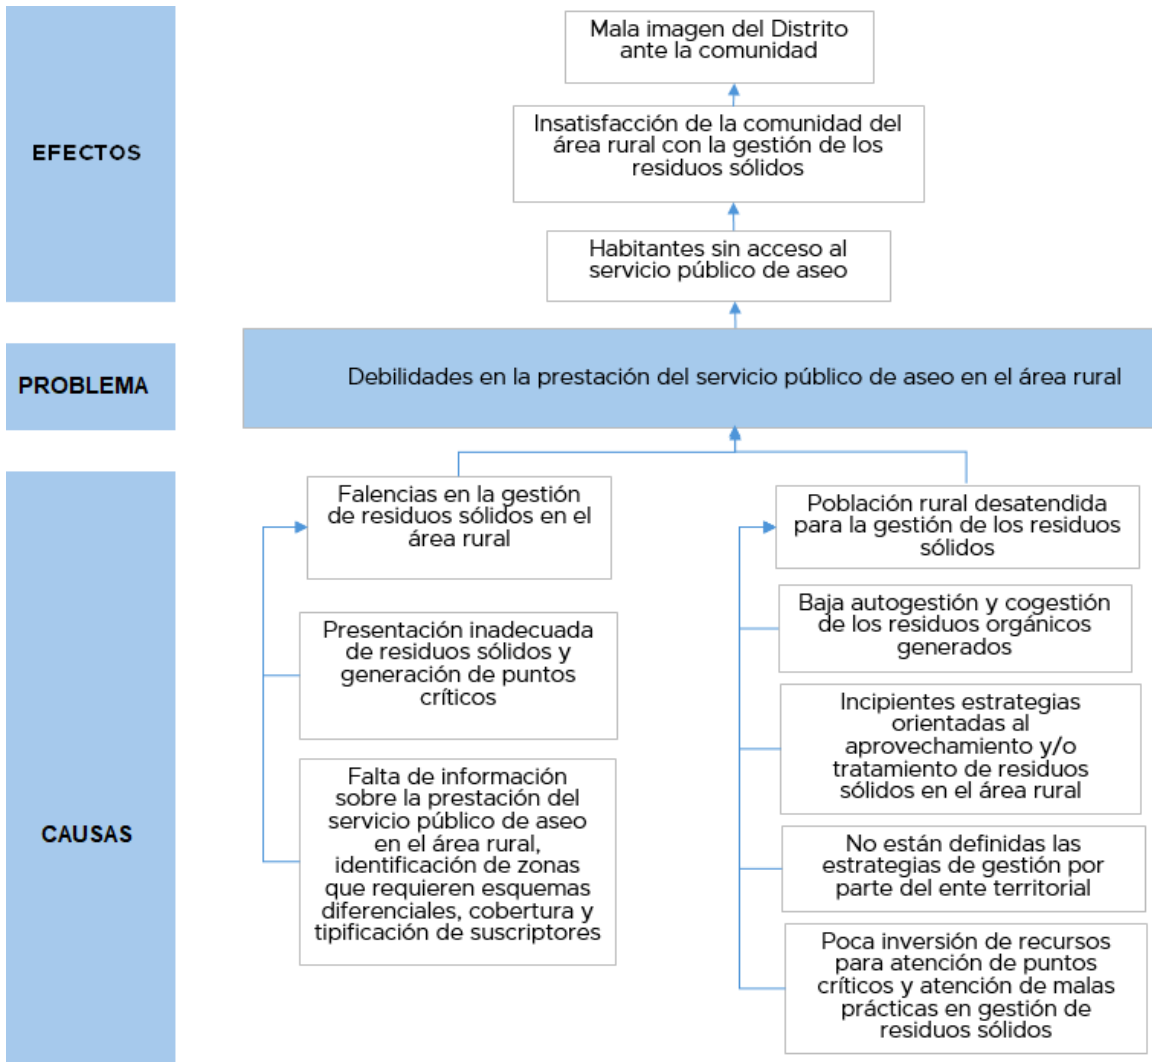 EFECTOS
Mala imagen del Distrito
ante la comunidad
Insatisfacción de la comunidad del
área rural con la gestión de los
residuos sólidos
Habitantes sin acceso al
servicio público de aseo
PROBLEMA
Debilidades en la prestación del servicio público de aseo en el área rural
CAUSAS
Falencias en la gestión
de residuos sólidos en el
área rural
Presentación inadecuada
de residuos sólidos y
generación de puntos
críticos
Falta de información
sobre la prestación del
servicio público de aseo
en el área rural,
identificación de zonas
que requieren esquemas
diferenciales, cobertura y
tipificación de suscriptores
Población rural desatendida
para la gestión de los residuos
sólidos
Baja autogestión y cogestión
de los residuos orgánicos
generados
Incipientes estrategias
orientadas al
aprovechamiento y/o
tratamiento de residuos
sólidos en el área rural
No están definidas las
estrategias de gestión por
parte del ente territorial
Poca inversión de recursos
para atención de puntos
críticos y atención de malas
prácticas en gestión de
residuos sólidos